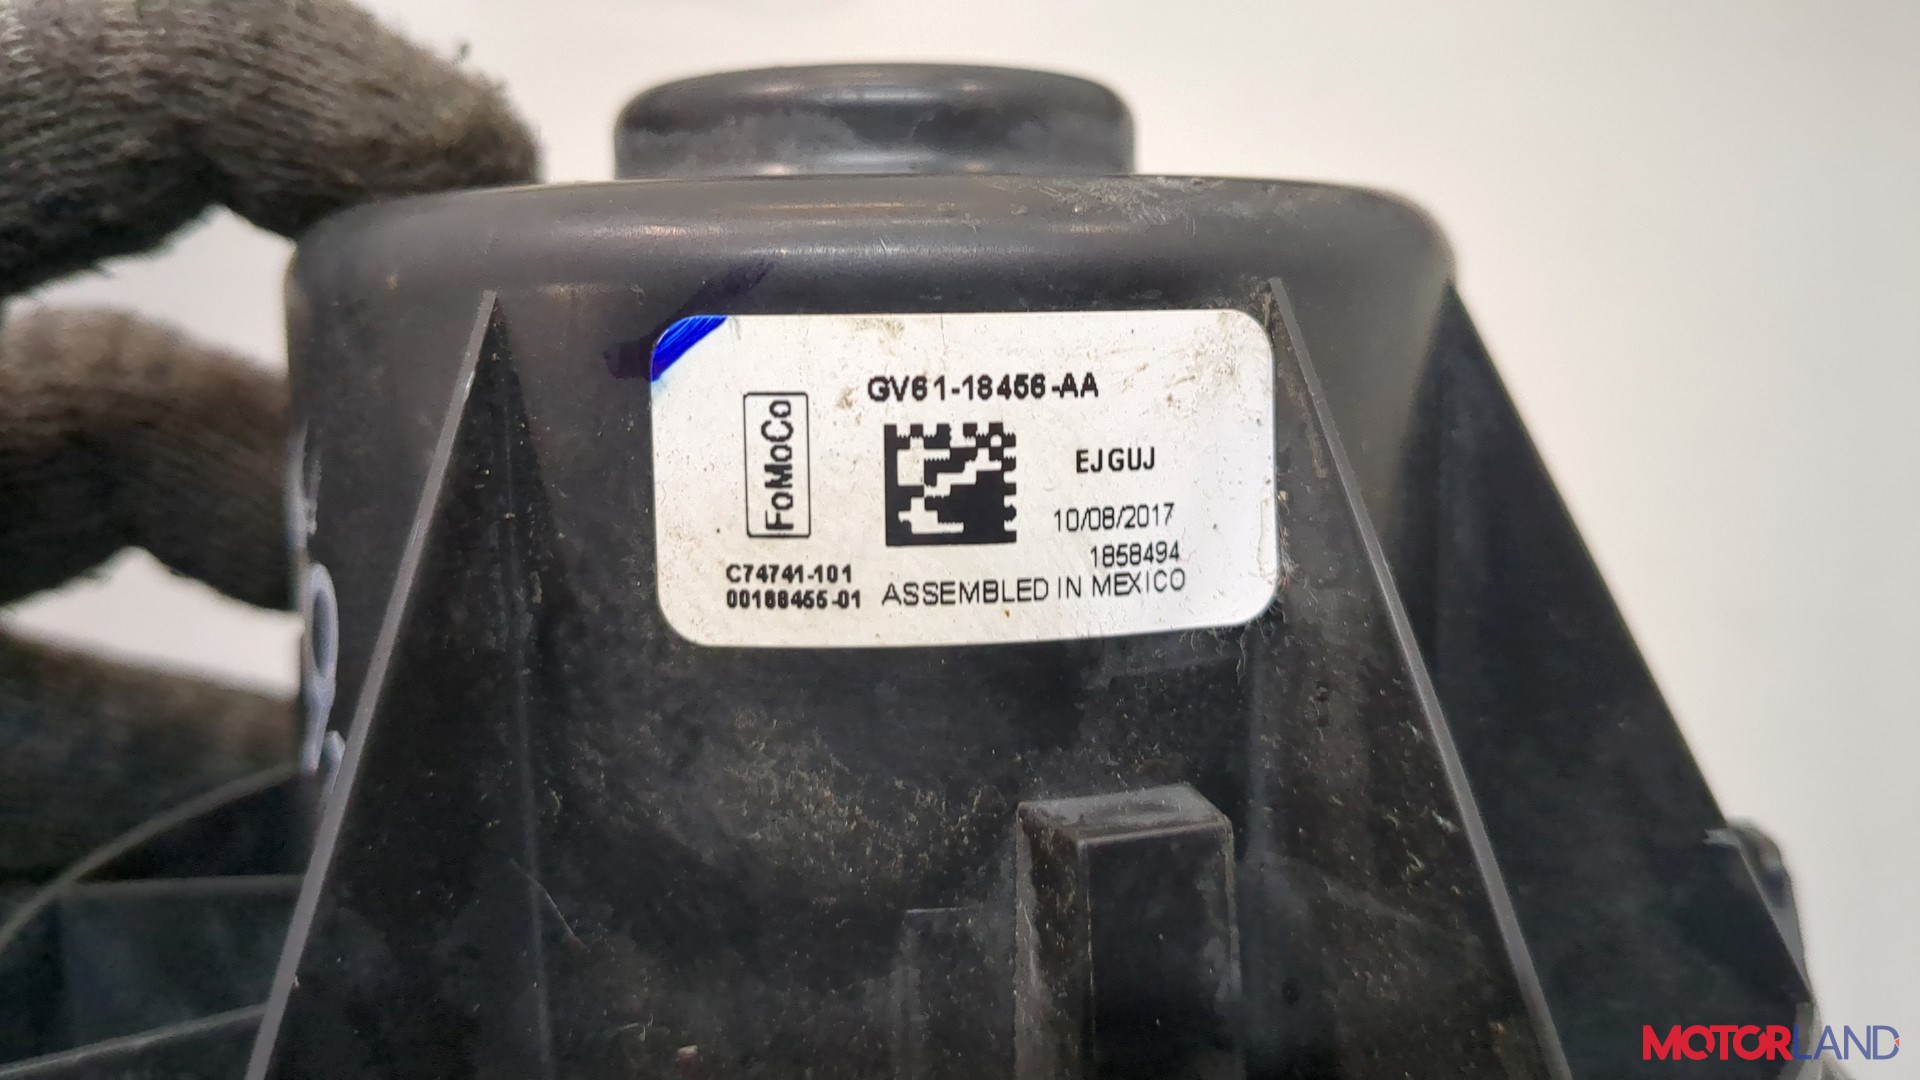 GV61-18456-AA
FoMoCo
EJGUJ
10/08/2017
1858494
C74741-101
00188455-01
ASSEMBLED IN MEXICO
MOTORLAND